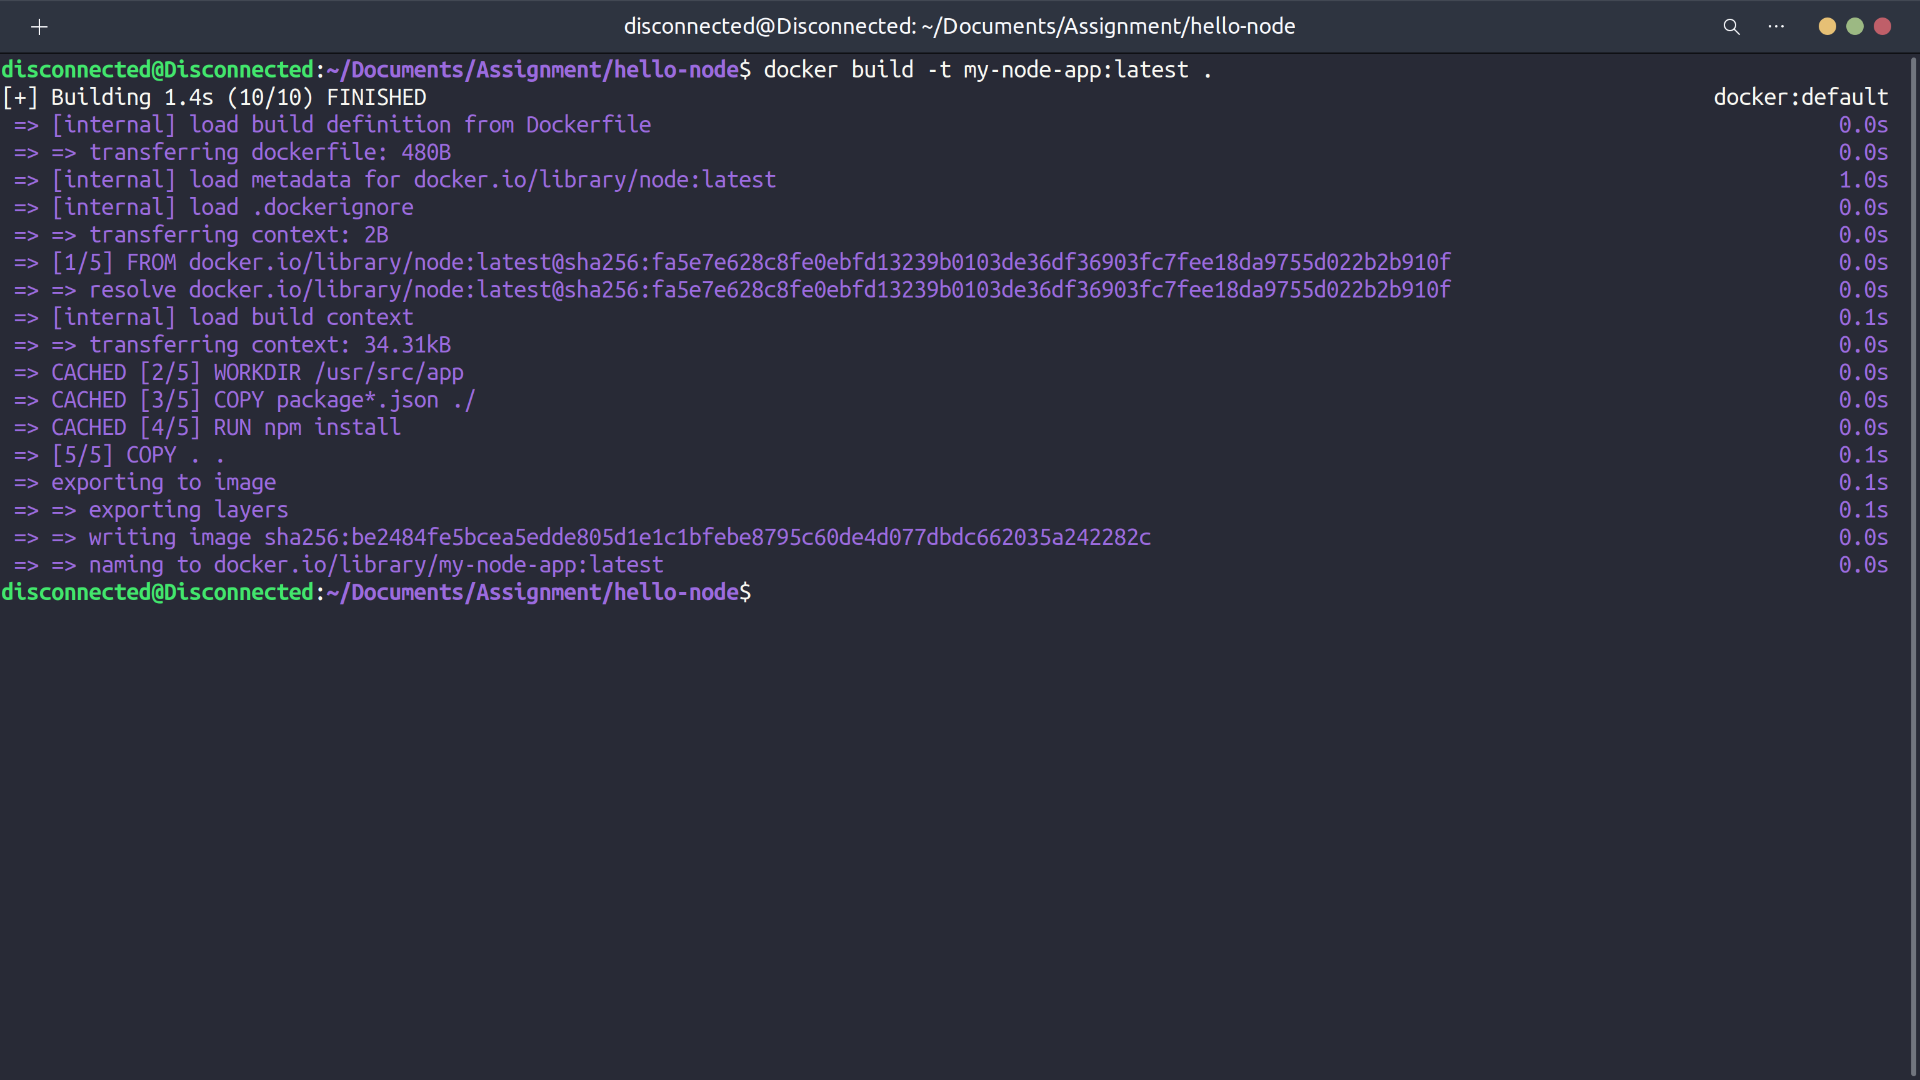 disconnected@Disconnected: ~/Documents/Assignment/hello-node
disconnected@Disconnected:~/Documents/Assignment/hello-node$ docker build -t my-node-app:latest .
[+] Building 1.4s (10/10) FINISHED docker:default
=> [internal] load build definition from Dockerfile 0.0s
=> => transferring dockerfile: 480B 0.0s
=> [internal] load metadata for docker.io/library/node:latest 1.0s
=> [internal] load .dockerignore 0.0s
=> => transferring context: 2B 0.0s
=> [1/5] FROM docker.io/library/node:latest@sha256:fa5e7e628c8fe0ebfd13239b0103de36df36903fc7fee18da9755d022b2b910f 0.0s
=> => resolve docker.io/library/node:latest@sha256:fa5e7e628c8fe0ebfd13239b0103de36df36903fc7fee18da9755d022b2b910f 0.0s
=> [internal] load build context 0.1s
=> => transferring context: 34.31kB 0.0s
=> CACHED [2/5] WORKDIR /usr/src/app 0.0s
=> CACHED [3/5] COPY package*.json ./ 0.0s
=> CACHED [4/5] RUN npm install 0.0s
=> [5/5] COPY . . 0.1s
=> exporting to image 0.1s
=> => exporting layers 0.1s
=> => writing image sha256:be2484fe5bcea5edde805d1e1c1bfebe8795c60de4d077dbdc662035a242282c 0.0s
=> => naming to docker.io/library/my-node-app:latest 0.0s
disconnected@Disconnected:~/Documents/Assignment/hello-node$